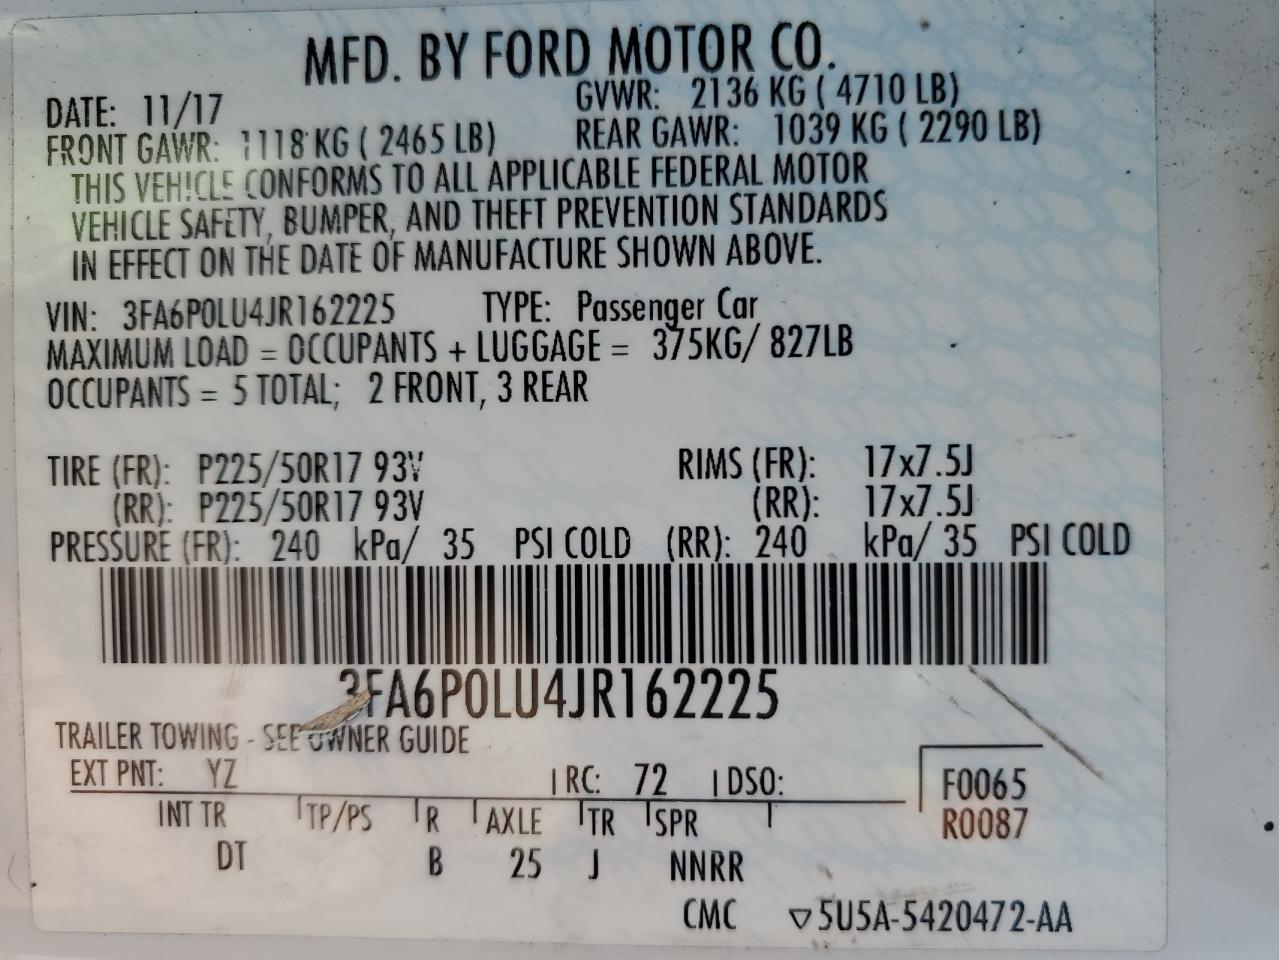 MFD. BY FORD MOTOR CO.
DATE: 11/17 GVWR: 2136 KG ( 4710 LB)
FRONT GAWR: 1118 KG ( 2465 LB) REAR GAWR: 1039 KG ( 2290 LB)
THIS VEHICLE CONFORMS TO ALL APPLICABLE FEDERAL MOTOR
VEHICLE SAFETY, BUMPER, AND THEFT PREVENTION STANDARDS
IN EFFECT ON THE DATE OF MANUFACTURE SHOWN ABOVE.
VIN: 3FA6P0LU4JR162225 TYPE: Passenger Car
MAXIMUM LOAD = OCCUPANTS + LUGGAGE = 375KG/ 827LB
OCCUPANTS = 5 TOTAL; 2 FRONT, 3 REAR
TIRE (FR): P225/50R17 93V RIMS (FR): 17x7.5J
(RR): P225/50R17 93V (RR): 17x7.5J
PRESSURE (FR): 240 kPa/ 35 PSI COLD (RR): 240 kPa/ 35 PSI COLD
3FA6P0LU4JR162225
TRAILER TOWING - SEE OWNER GUIDE
EXT PNT: YZ RC: 72 DSO: F0065
INT TR TP/PS R AXLE TR SPR R0087
DT B 25 J NNRR
CMC ▽5U5A-5420472-AA